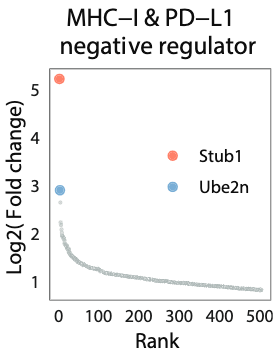 MHC−I & PD−L1
negative regulator
Log2( Fold change)
5
4
3
2
1
Stub1
Ube2n
0 100 200 300 400 500
Rank